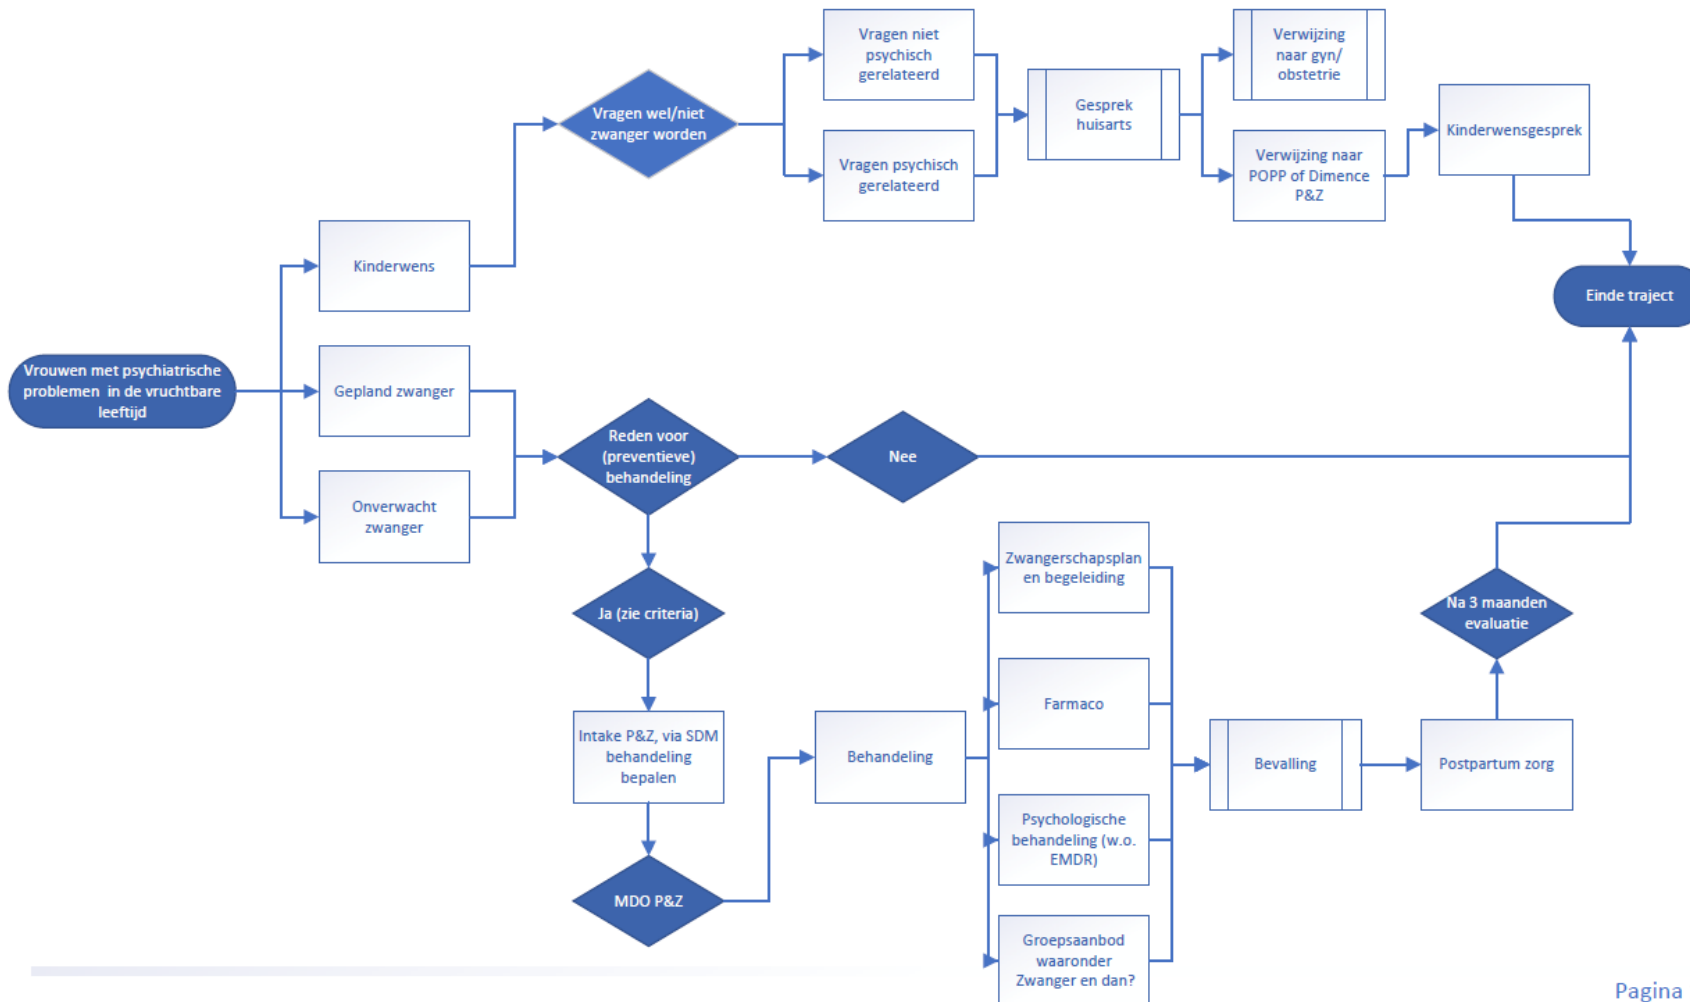 Vrouwen met psychiatrische
problemen in de vruchtbare
leeftijd
Kinderwens
Gepland zwanger
Onverwacht
zwanger
Vragen wel/niet
zwanger worden
Vragen niet
psychisch
gerelateerd
Vragen psychisch
gerelateerd
Gesprek
huisarts
Verwijzing
naar gyn/
obstetrie
Verwijzing naar
POPP of Dimence
P&Z
Kinderwensgesprek
Einde traject
Reden voor
(preventieve)
behandeling
Nee
Ja (zie criteria)
Intake P&Z, via SDM
behandeling
bepalen
MDO P&Z
Behandeling
Zwangerschapsplan
en begeleiding
Farmaco
Psychologische
behandeling (w.o.
EMDR)
Groepsaanbod
waaronder
Zwanger en dan?
Bevalling
Postpartum zorg
Na 3 maanden
evaluatie
Pagina